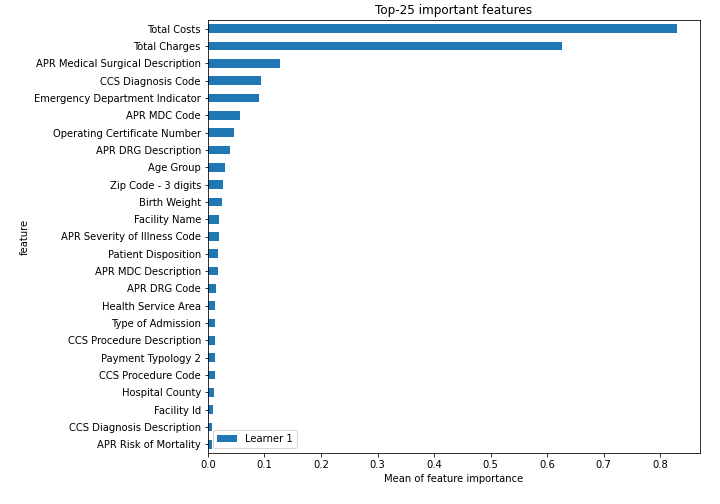 Top-25 important features
Total Costs
Total Charges
APR Medical Surgical Description
CCS Diagnosis Code
Emergency Department Indicator
APR MDC Code
Operating Certificate Number
APR DRG Description
Age Group
Zip Code - 3 digits
Birth Weight
Facility Name
APR Severity of Illness Code
Patient Disposition
APR MDC Description
APR DRG Code
Health Service Area
Type of Admission
CCS Procedure Description
Payment Typology 2
CCS Procedure Code
Hospital County
Facility Id
CCS Diagnosis Description
APR Risk of Mortality
feature
Learner 1
0.0 0.1 0.2 0.3 0.4 0.5 0.6 0.7 0.8
Mean of feature importance